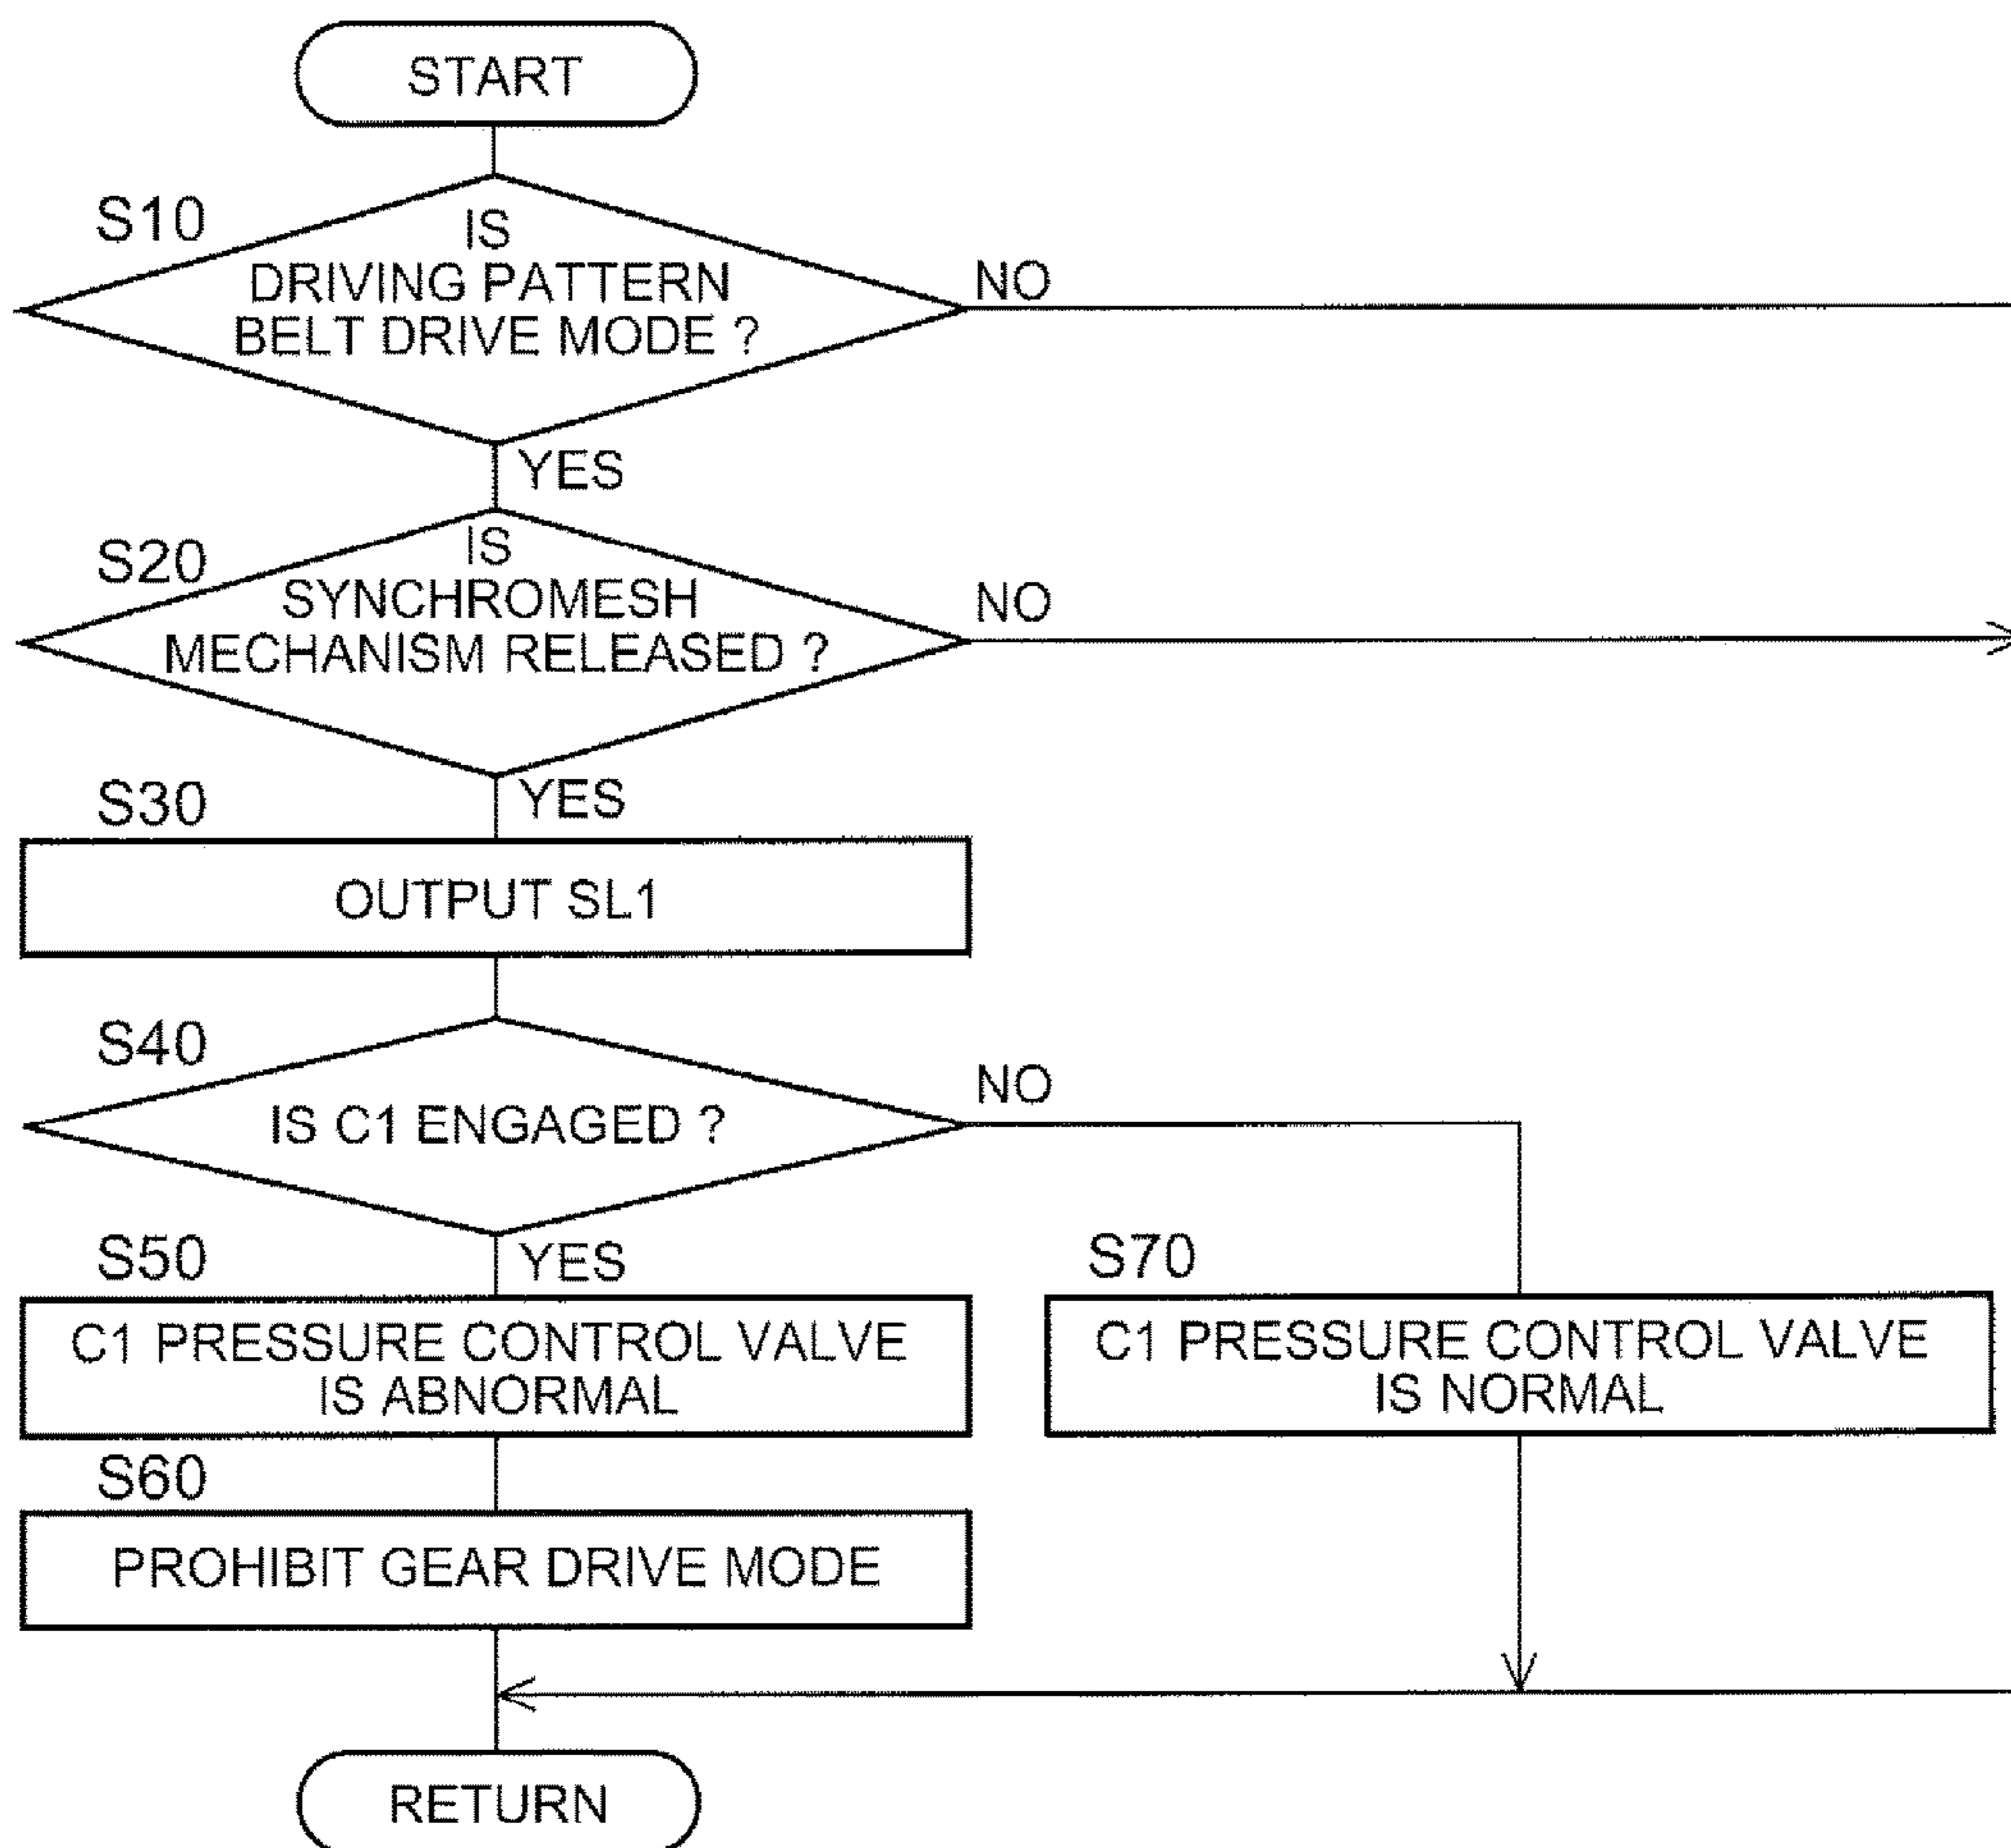 START
S10
IS
DRIVING PATTERN
BELT DRIVE MODE ?
NO
YES
S20
IS
SYNCHROMESH
MECHANISM RELEASED ?
NO
YES
S30
OUTPUT SL1
S40
IS C1 ENGAGED ?
NO
YES
S50
C1 PRESSURE CONTROL VALVE
IS ABNORMAL
S70
C1 PRESSURE CONTROL VALVE
IS NORMAL
S60
PROHIBIT GEAR DRIVE MODE
RETURN